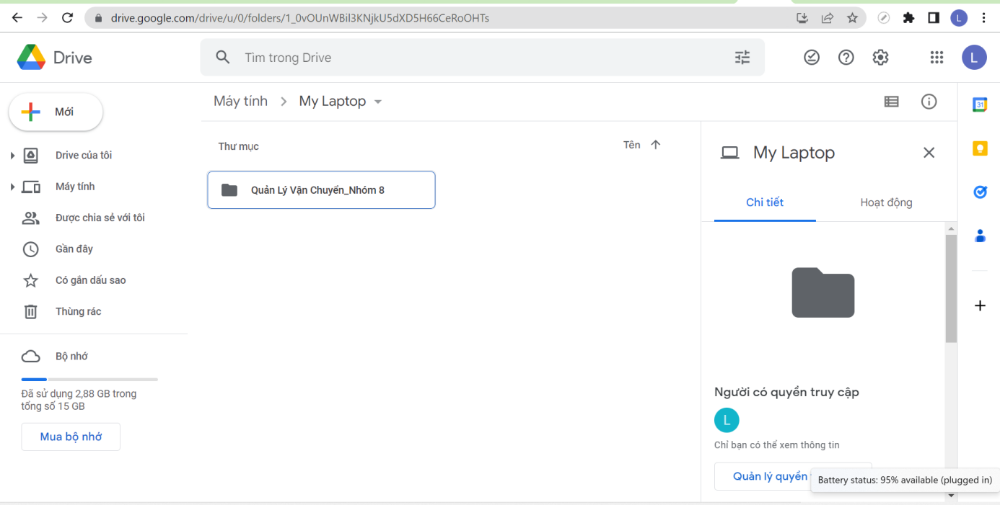 drive.google.com/drive/u/0/folders/1_0vOUnWBil3KNjkU5dXD5H66CeRoOHTs
L
Drive
Tìm trong Drive
L
Mới
Máy tính
My Laptop
31
Drive của tôi
Máy tính
Được chia sẻ với tôi
Gần đây
Có gắn dấu sao
Thùng rác
Bộ nhớ
Đã sử dụng 2,88 GB trong
tổng số 15 GB
Mua bộ nhớ
Thư mục
Tên
Quản Lý Vận Chuyển_Nhóm 8
My Laptop
Chi tiết
Hoạt động
Người có quyền truy cập
L
Chỉ bạn có thể xem thông tin
Quản lý quyền
Battery status: 95% available (plugged in)